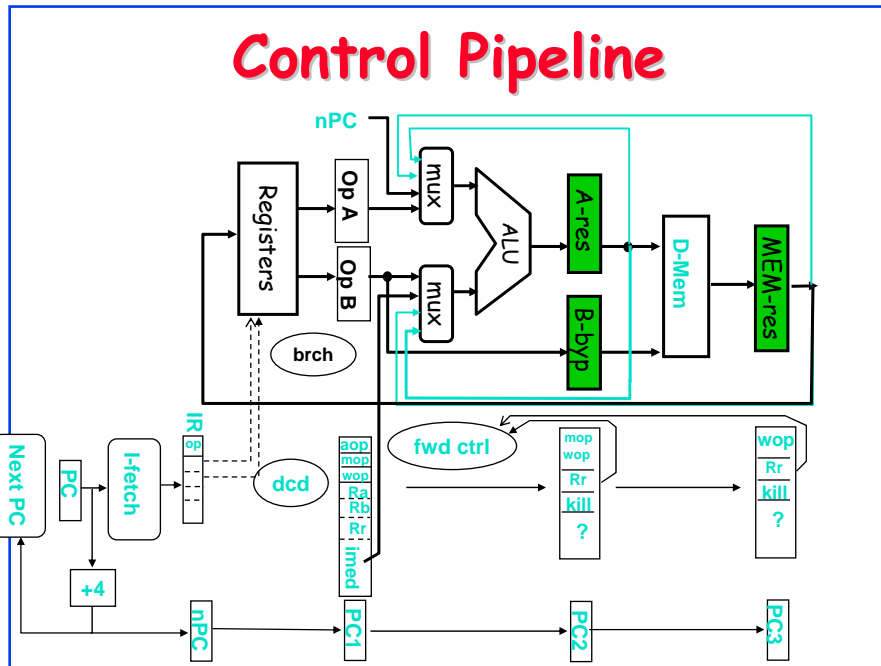 Control Pipeline
nPC
Registers
Op A
Op B
mux
mux
ALU
A-res
B-byp
D-Mem
MEM-res
brch
IR
op
Next PC
PC
I-fetch
dcd
aop
mop
wop
Ra
Rb
Rr
imed
fwd ctrl
mop
wop
Rr
kill
?
wop
Rr
kill
?
+4
nPC
PC1
PC2
PC3